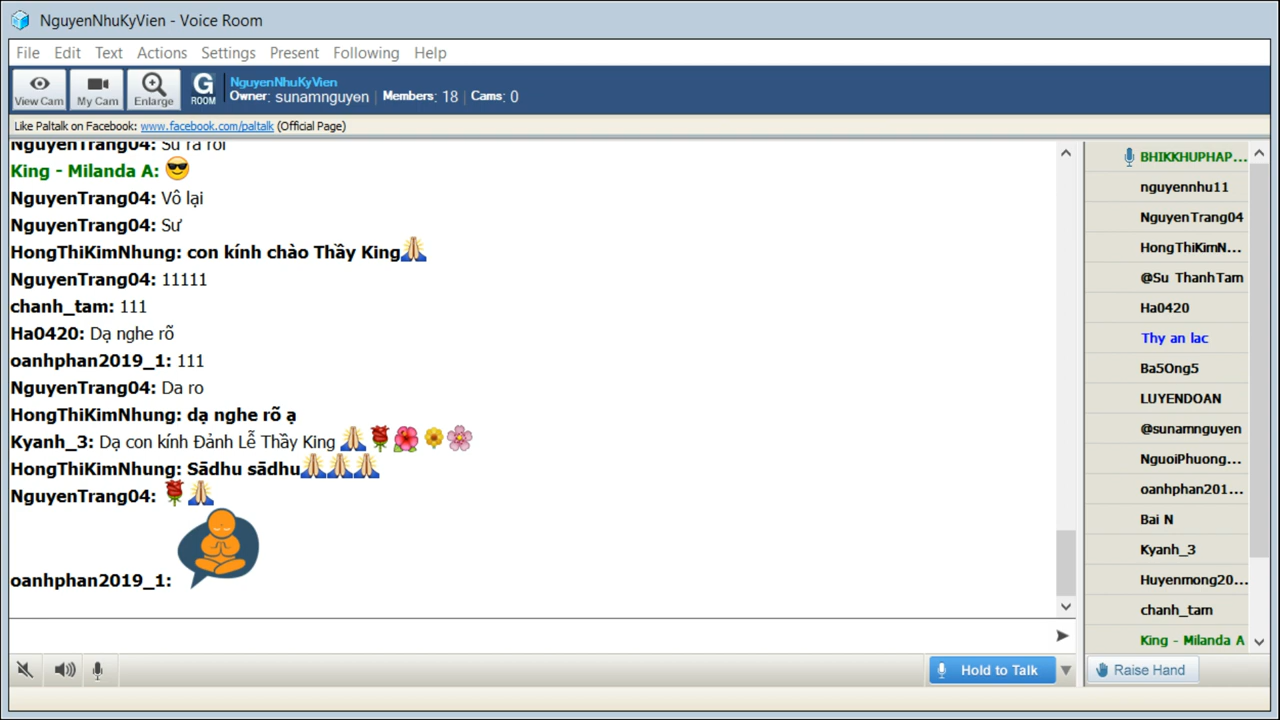 NguyenNhuKyVien - Voice Room
File Edit Text Actions Settings Present Following Help
View Cam My Cam Enlarge G ROOM NguyenNhuKyVien
Owner: sunamnguyen | Members: 18 | Cams: 0
Like Paltalk on Facebook: www.facebook.com/paltalk (Official Page)
NguyenTrang04: Sư ra rồi
King - Milanda A: 😎
NguyenTrang04: Vô lại
NguyenTrang04: Sư
HongThiKimNhung: con kính chào Thầy King🙏
NguyenTrang04: 11111
chanh_tam: 111
Ha0420: Dạ nghe rõ
oanhphan2019_1: 111
NguyenTrang04: Da ro
HongThiKimNhung: dạ nghe rõ ạ
Kyanh_3: Dạ con kính Đảnh Lễ Thầy King 🙏🌹🌺🌼🌸
HongThiKimNhung: Sādhu sādhu🙏🙏🙏
NguyenTrang04: 🌹🙏
oanhphan2019_1:
BHIKKHUPHAP...
nguyennhu11
NguyenTrang04
HongThiKimN...
@Su ThanhTam
Ha0420
Thy an lac
Ba5Ong5
LUYENDOAN
@sunamnguyen
NguoiPhuong...
oanhphan201...
Bai N
Kyanh_3
Huyenmong20...
chanh_tam
King - Milanda A
Hold to Talk
Raise Hand